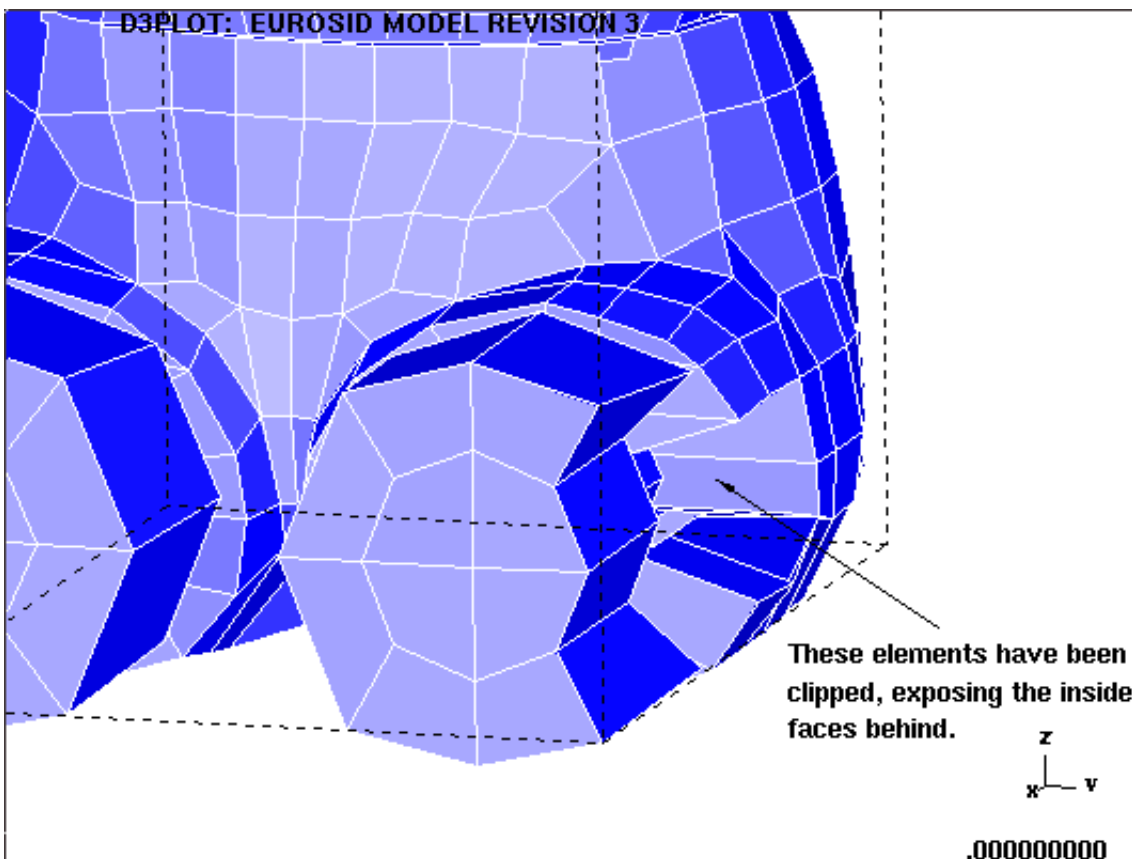 D3PLOT: EUROSID MODEL REVISION 3
These elements have been
clipped, exposing the inside
faces behind.
z
x
v
.000000000